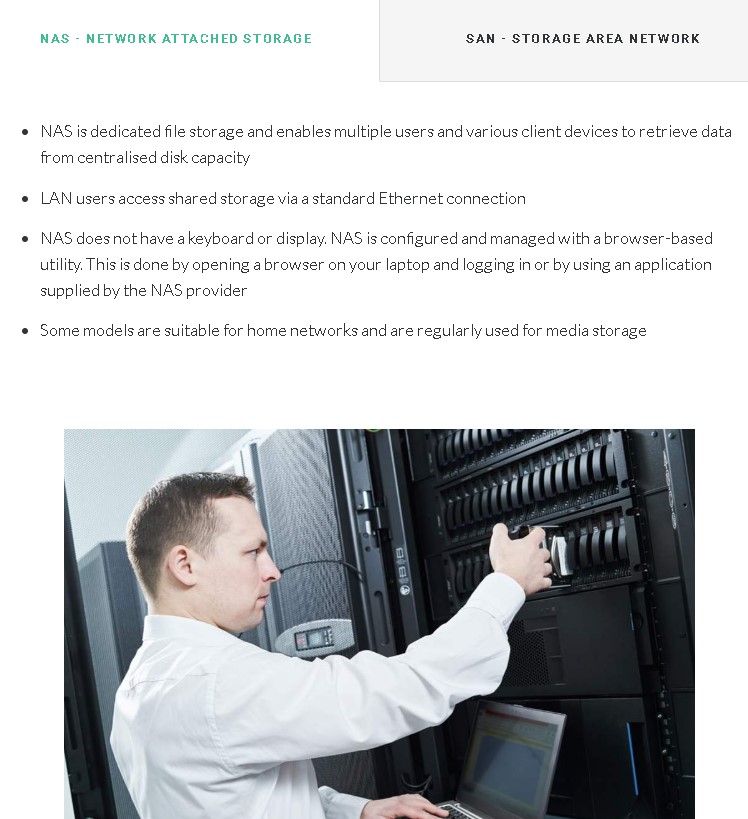 NAS - NETWORK ATTACHED STORAGE
SAN - STORAGE AREA NETWORK
NAS is dedicated file storage and enables multiple users and various client devices to retrieve data
from centralised disk capacity
LAN users access shared storage via a standard Ethernet connection
NAS does not have a keyboard or display. NAS is configured and managed with a browser-based
utility. This is done by opening a browser on your laptop and logging in or by using an application
supplied by the NAS provider
Some models are suitable for home networks and are regularly used for media storage